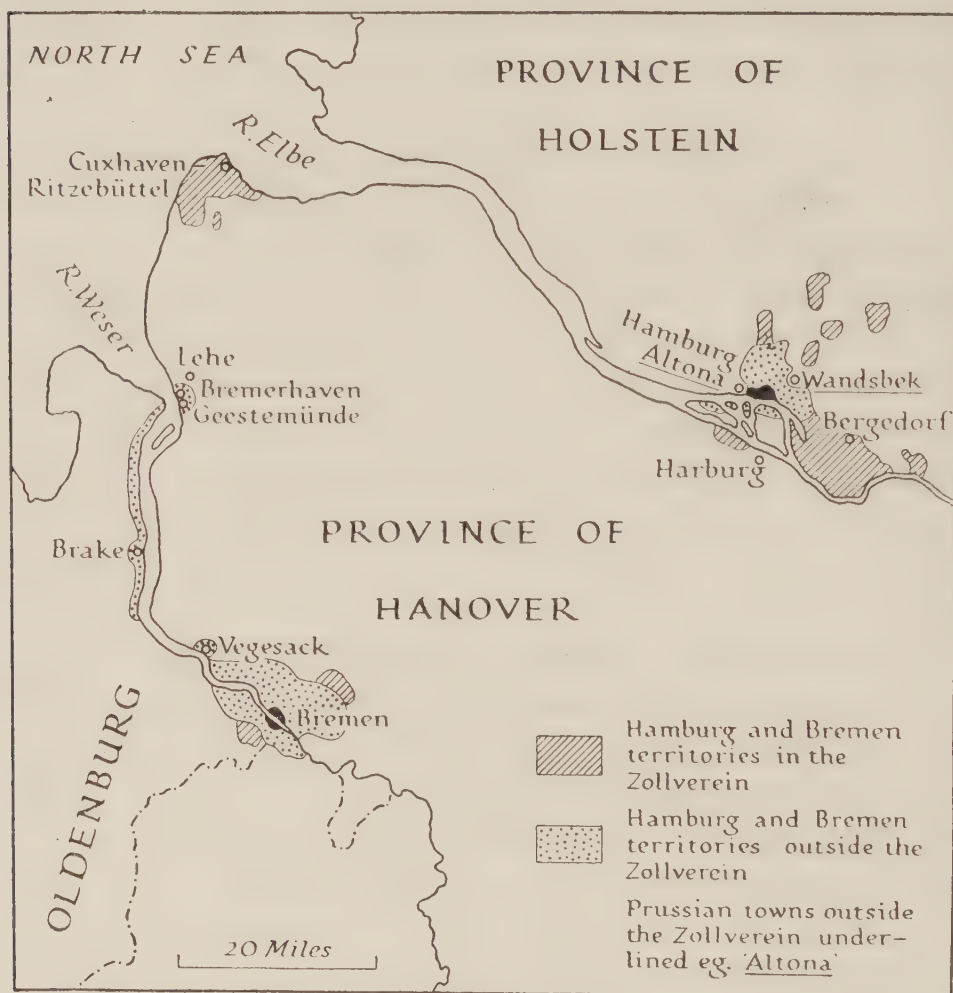 NORTH SEA
PROVINCE OF
HOLSTEIN
R. Elbe
Cuxhaven
Ritzebüttel
R. Weser
Lehe
Bremerhaven
Geestemünde
Hamburg
Altona
Wandsbek
Bergedorf
Harburg
Brake
PROVINCE OF
HANOVER
Vegesack
Bremen
OLDENBURG
Hamburg and Bremen
territories in the
Zollverein
Hamburg and Bremen
territories outside the
Zollverein
Prussian towns outside
the Zollverein under-
lined eg. 'Altona'
20 Miles